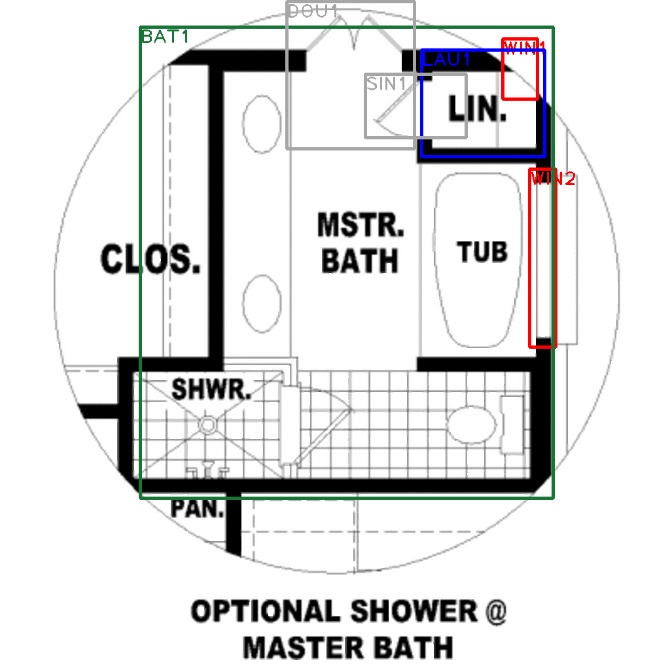 DOU1
BAT1
WIN1
LAU1
SIN1
LIN.
WIN2
MSTR.
BATH
TUB
CLOS.
SHWR.
PAN.
OPTIONAL SHOWER @
MASTER BATH